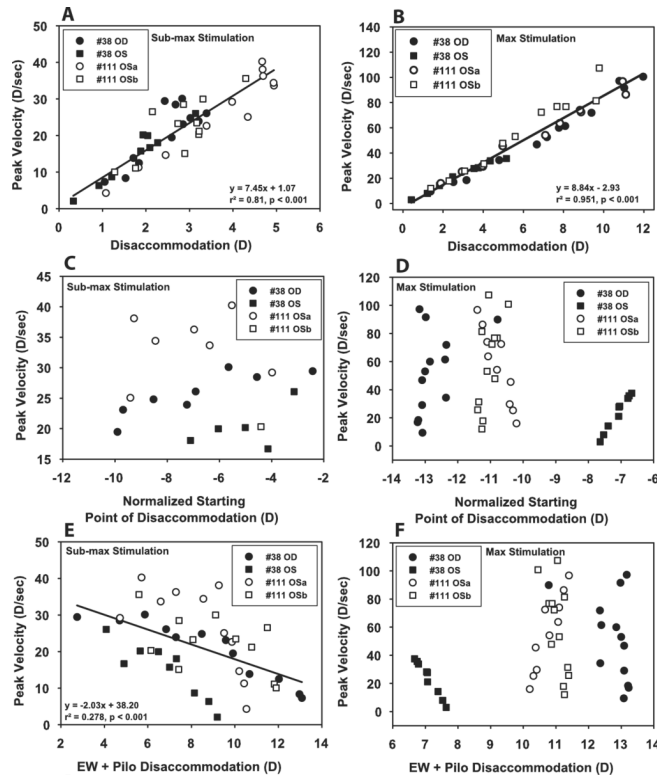 A
B
Sub-max Stimulation
#38 OD
#38 OS
#111 OSa
#111 OSb
Peak Velocity (D/sec)
50
40
30
20
10
0
y = 7.45x + 1.07
r² = 0.81, p < 0.001
0 1 2 3 4 5 6
Disaccommodation (D)
Max Stimulation
#38 OD
#38 OS
#111 OSa
#111 OSb
Peak Velocity (D/sec)
140
120
100
80
60
40
20
0
y = 8.84x - 2.93
r² = 0.951, p < 0.001
0 2 4 6 8 10 12
Disaccommodation (D)
C
D
Sub-max Stimulation
#38 OD
#38 OS
#111 OSa
#111 OSb
Peak Velocity (D/sec)
45
40
35
30
25
20
15
-12 -10 -8 -6 -4 -2
Normalized Starting
Point of Disaccommodation (D)
Max Stimulation
#38 OD
#38 OS
#111 OSa
#111 OSb
Peak Velocity (D/sec)
120
100
80
60
40
20
0
-14 -13 -12 -11 -10 -9 -8 -7 -6
Normalized Starting
Point of Disaccommodation (D)
E
F
Sub-max Stimulation
#38 OD
#38 OS
#111 OSa
#111 OSb
Peak Velocity (D/sec)
50
40
30
20
10
0
y = -2.03x + 38.20
r² = 0.278, p < 0.001
2 4 6 8 10 12 14
EW + Pilo Disaccommodation (D)
Max Stimulation
#38 OD
#38 OS
#111 OSa
#111 OSb
Peak Velocity (D/sec)
120
100
80
60
40
20
0
6 7 8 9 10 11 12 13 14
EW + Pilo Disaccommodation (D)